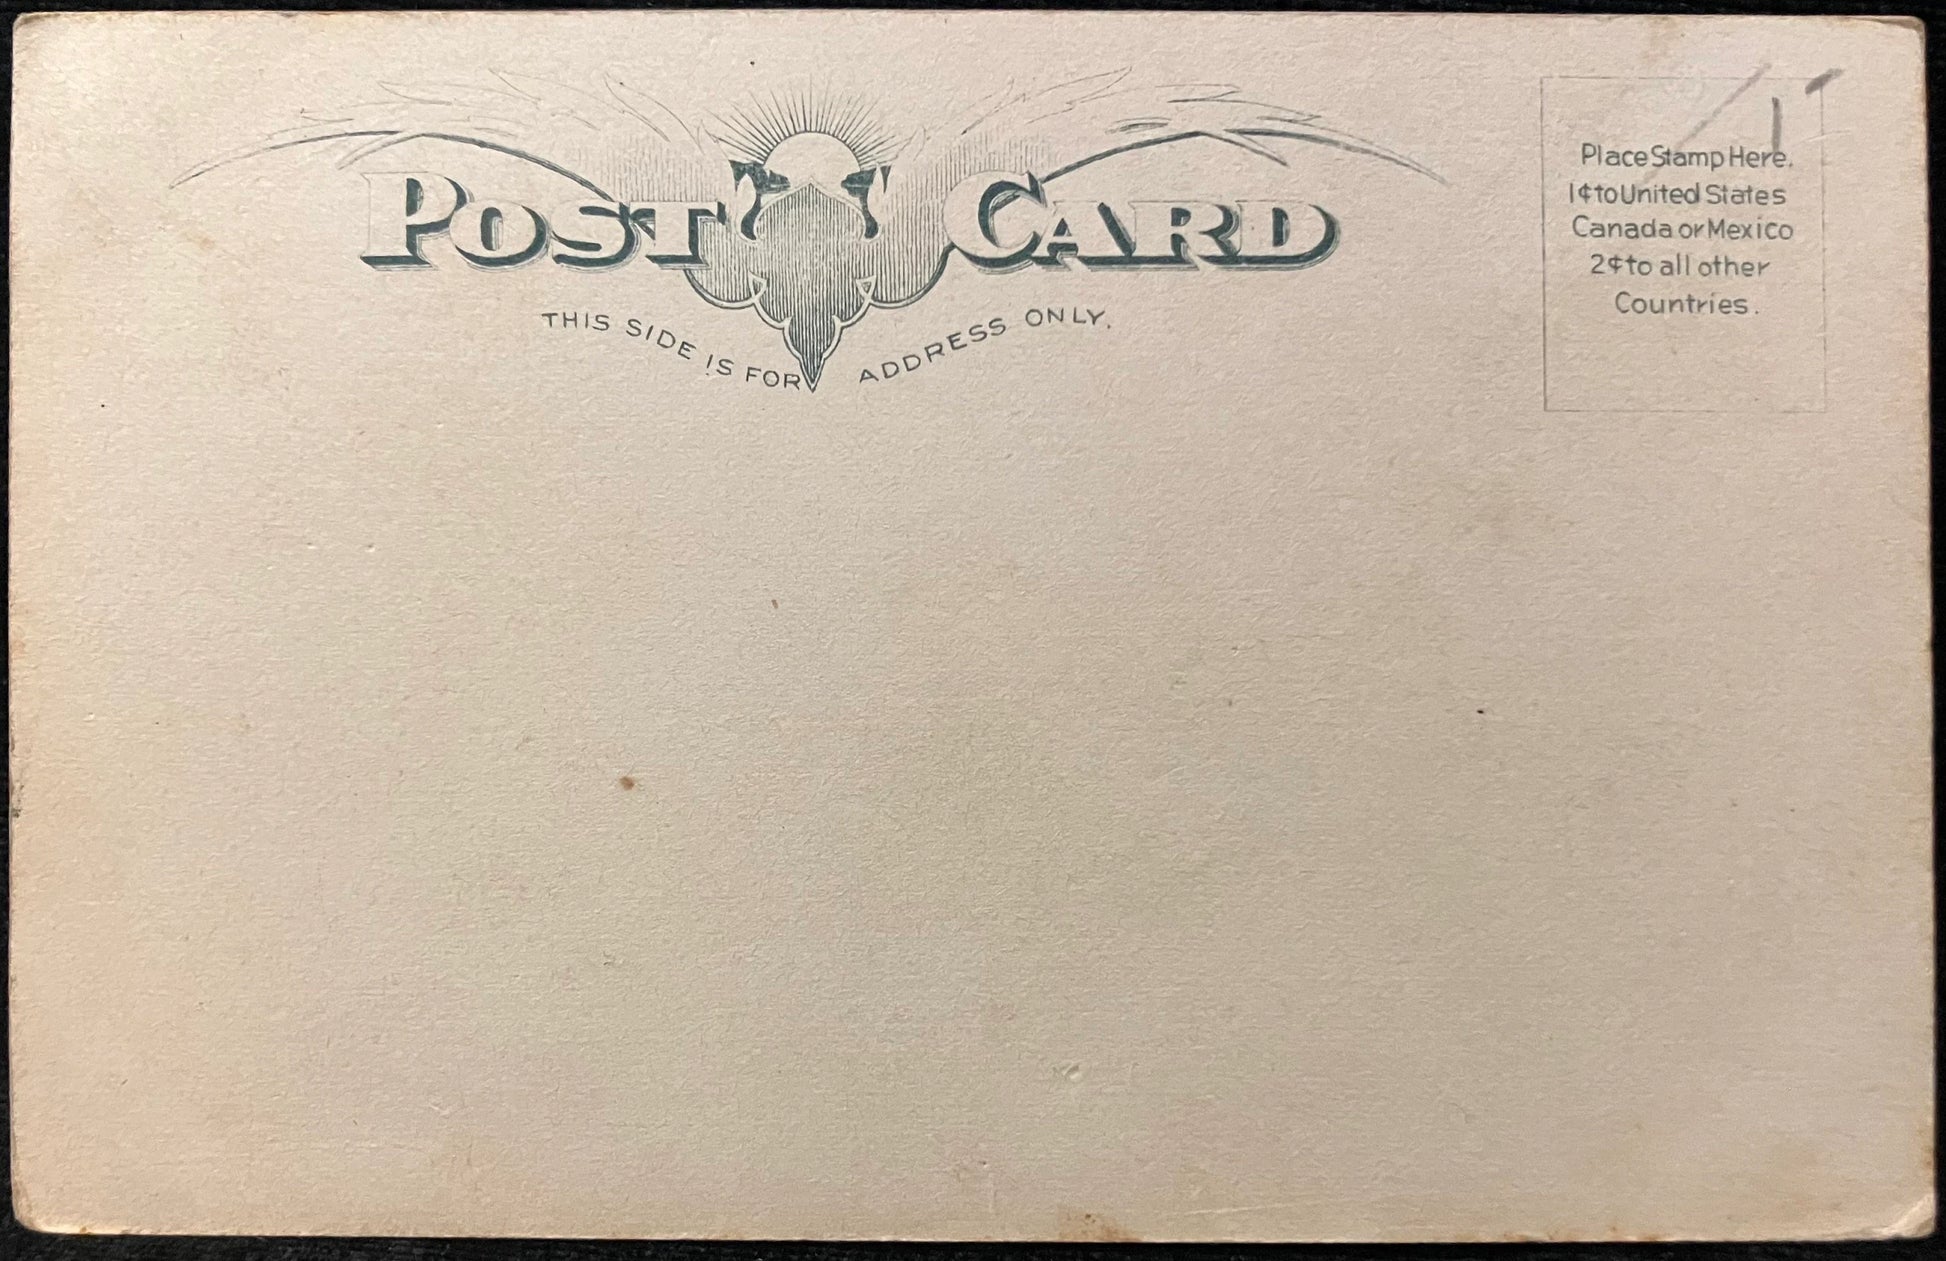 POST CARD
THIS SIDE IS FOR ADDRESS ONLY.
Place Stamp Here.
1¢ to United States
Canada or Mexico
2¢ to all other
Countries.